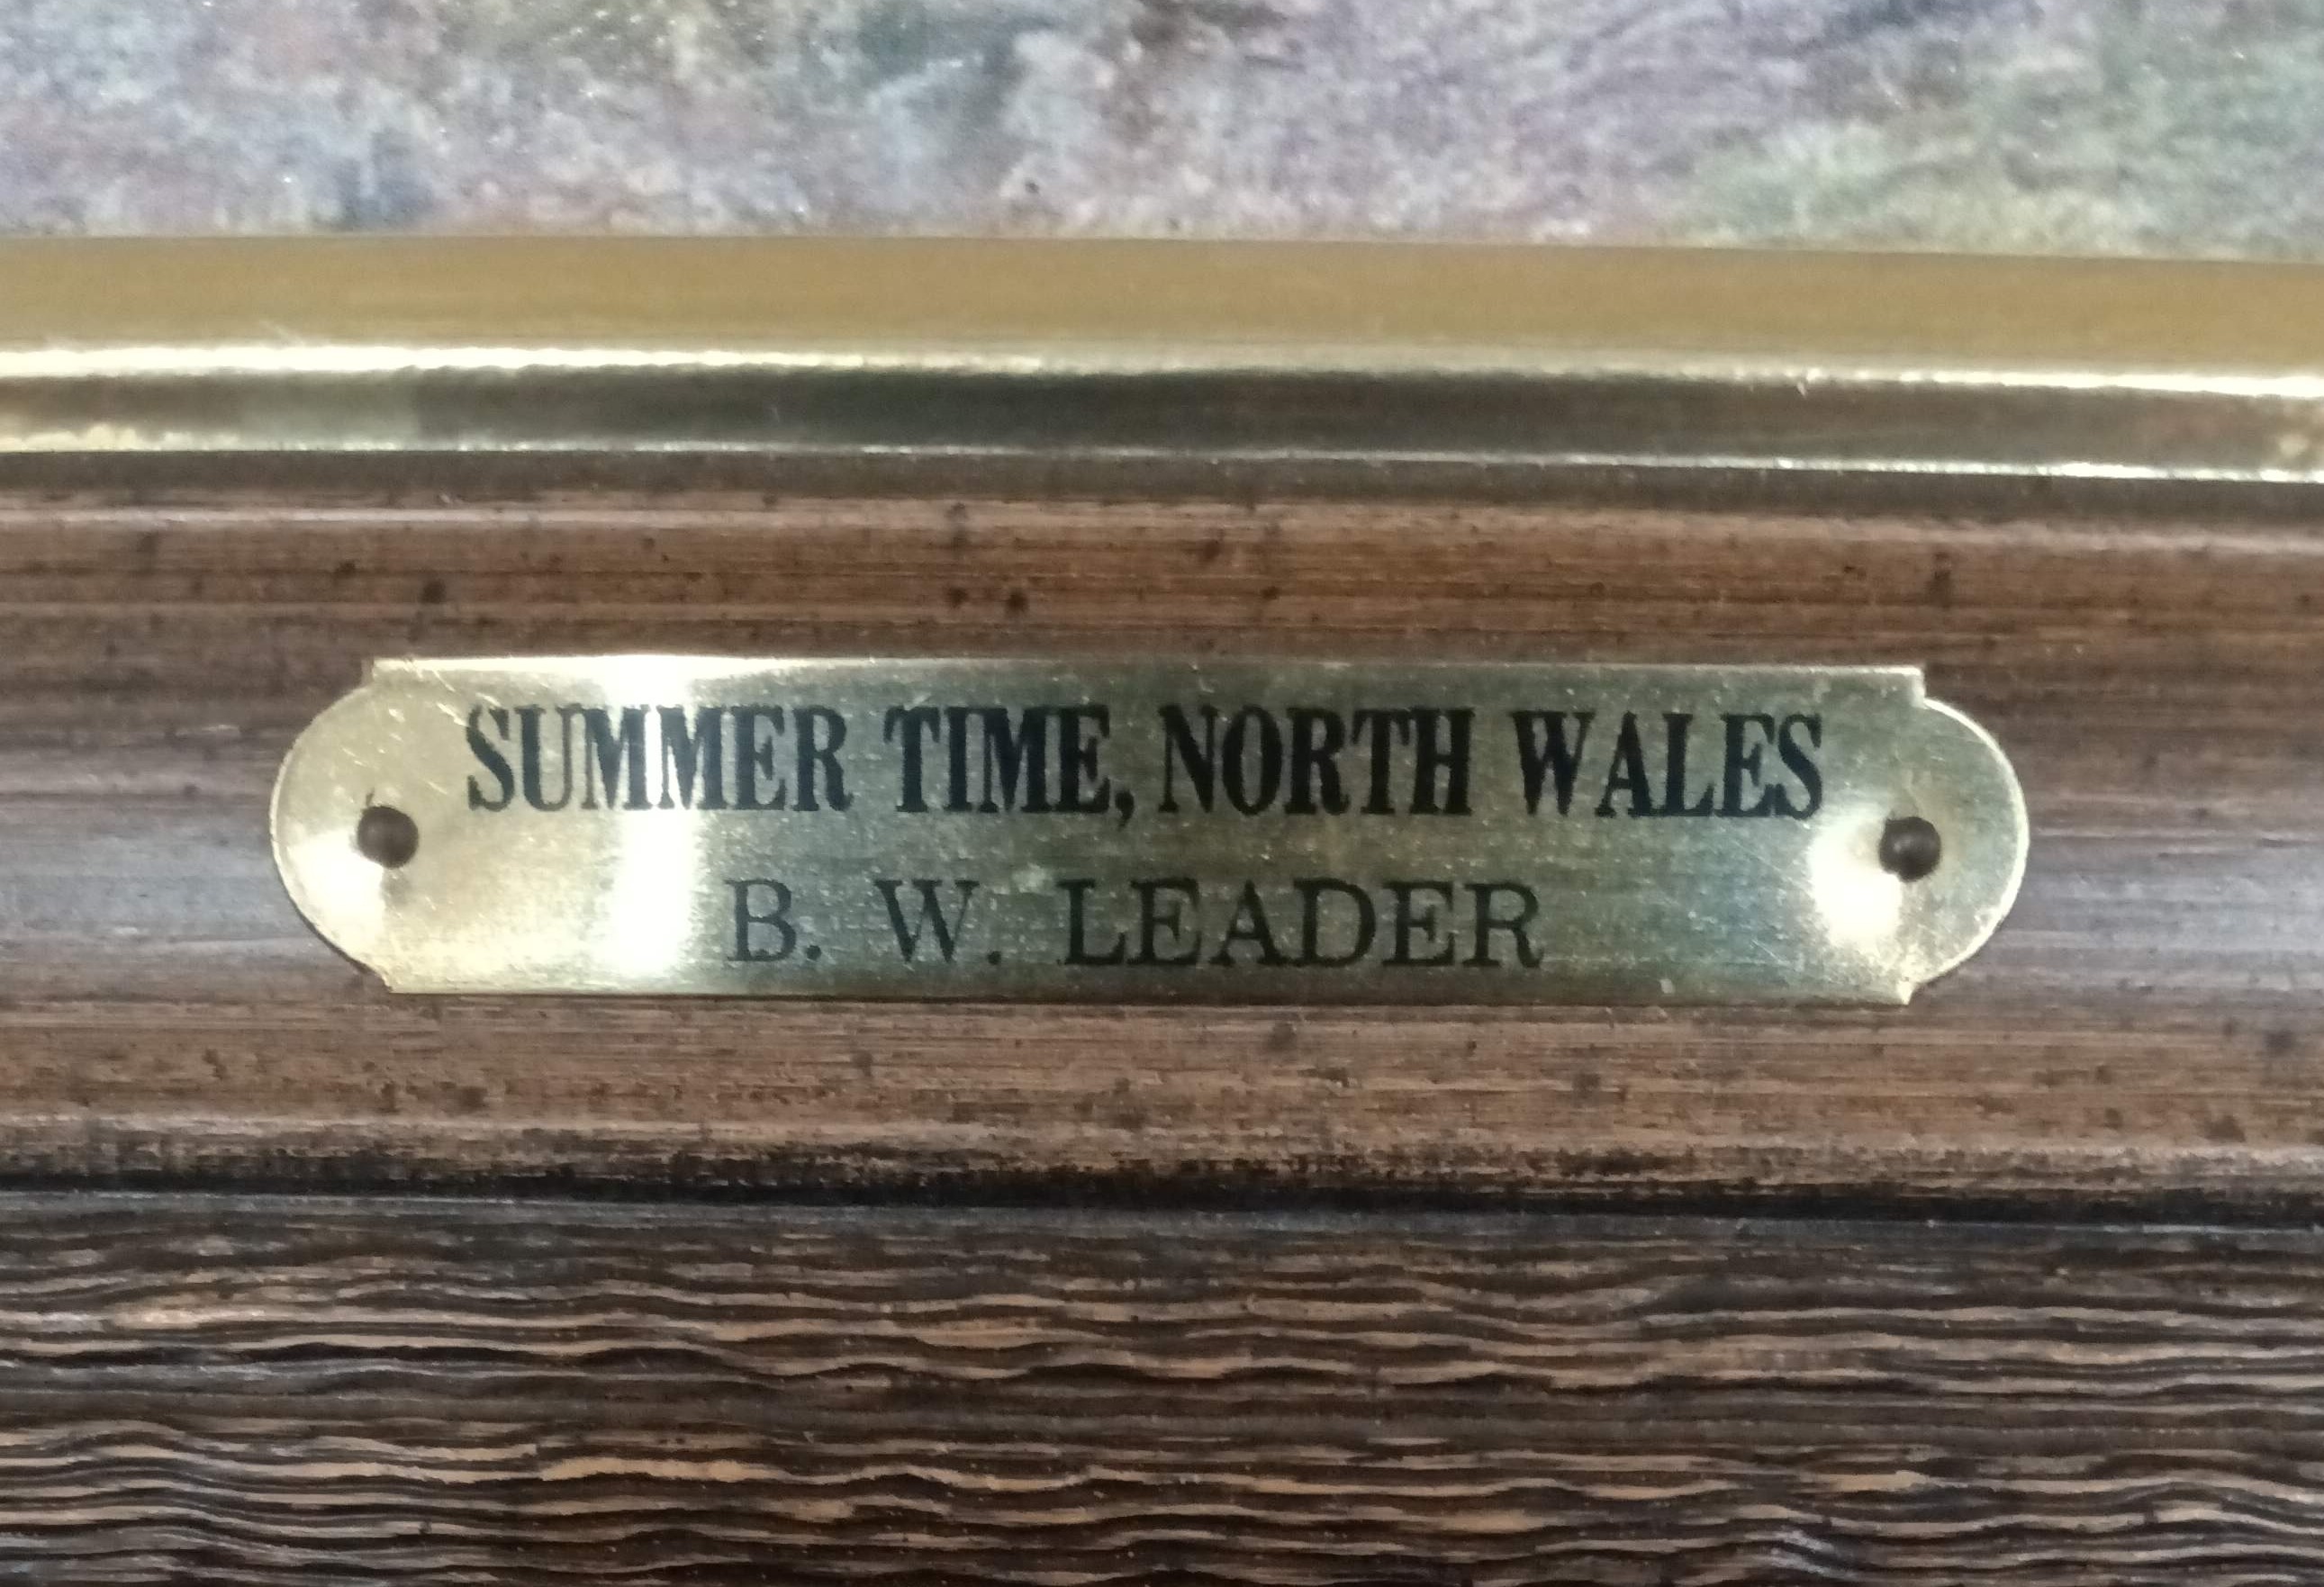 SUMMER TIME, NORTH WALES
B. W. LEADER